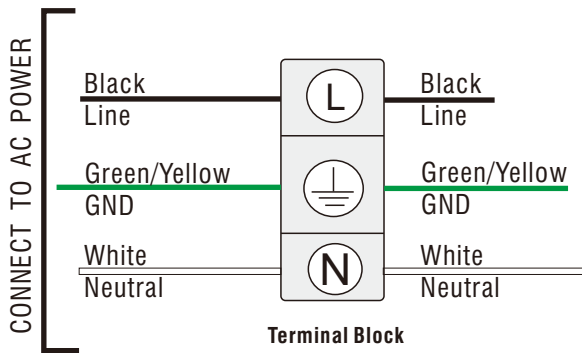 CONNECT TO AC POWER
Black
Line
L
Black
Line
Green/Yellow
GND
Green/Yellow
GND
White
Neutral
N
White
Neutral
Terminal Block